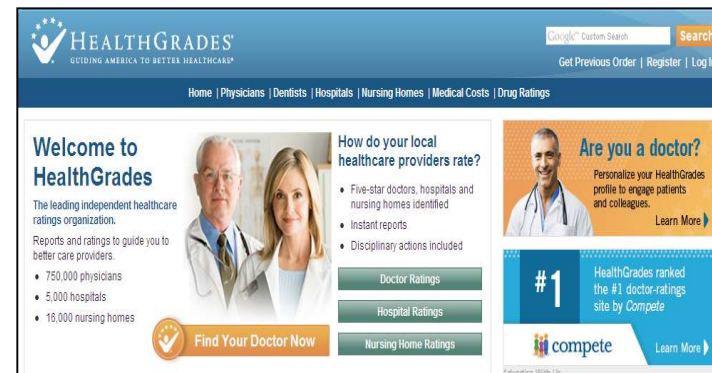 HEALTHGRADES®
GUIDING AMERICA TO BETTER HEALTHCARE®
Google™ Custom Search
Search
Get Previous Order | Register | Log I
Home | Physicians | Dentists | Hospitals | Nursing Homes | Medical Costs | Drug Ratings
Welcome to
HealthGrades
The leading independent healthcare
ratings organization.
Reports and ratings to guide you to
better care providers.
• 750,000 physicians
• 5,000 hospitals
• 16,000 nursing homes
Find Your Doctor Now
How do your local
healthcare providers rate?
• Five-star doctors, hospitals and
nursing homes identified
• Instant reports
• Disciplinary actions included
Doctor Ratings
Hospital Ratings
Nursing Home Ratings
Are you a doctor?
Personalize your HealthGrades
profile to engage patients
and colleagues.
Learn More
#1
HealthGrades ranked
the #1 doctor-ratings
site by Compete
compete
Learn More